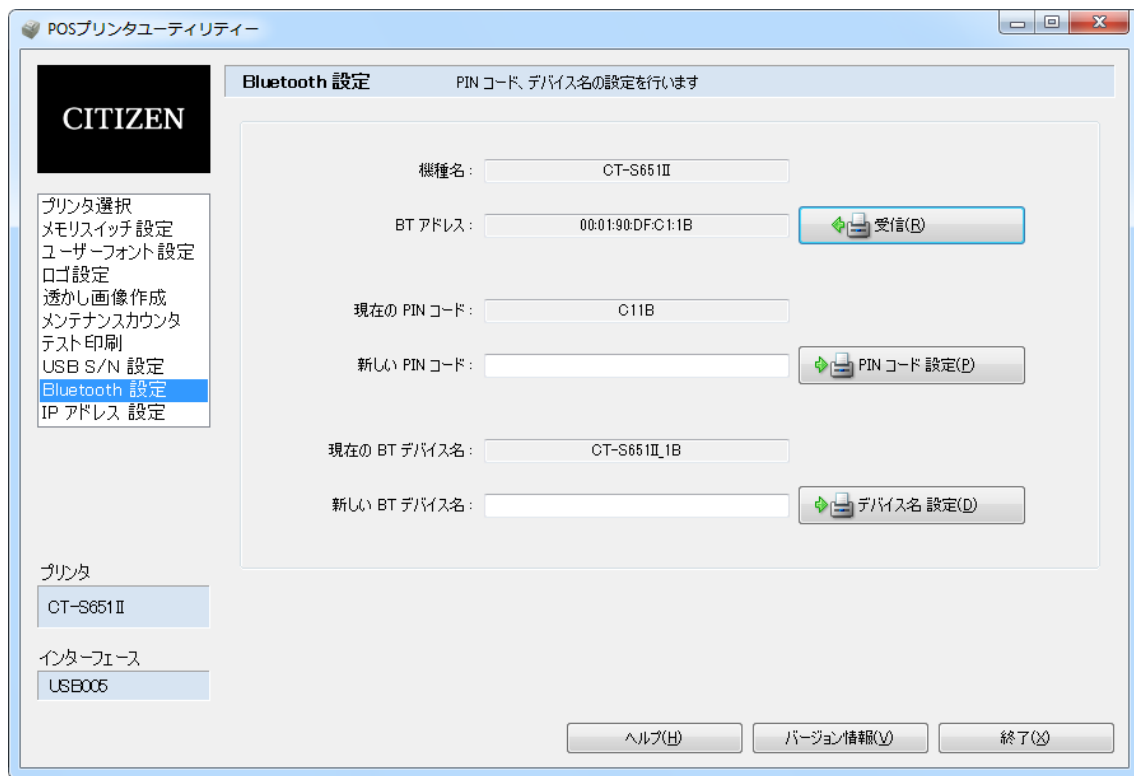 POSプリンタユーティリティー
CITIZEN
プリンタ選択
メモリスイッチ 設定
ユーザーフォント 設定
ロゴ 設定
透かし画像作成
メンテナンスカウンタ
テスト印刷
USB S/N 設定
Bluetooth 設定
IP アドレス 設定
プリンタ
CT-S651Ⅱ
インターフェース
USB005
Bluetooth 設定 PIN コード、デバイス名の設定を行います
機種名 : CT-S651Ⅱ
BT アドレス : 00:01:90:DF:C1:1B 受信(R)
現在の PIN コード : C11B
新しい PIN コード : PIN コード 設定(P)
現在の BT デバイス名 : CT-S651Ⅱ_1B
新しい BT デバイス名 : デバイス名 設定(D)
ヘルプ(H) バージョン情報(V) 終了(X)